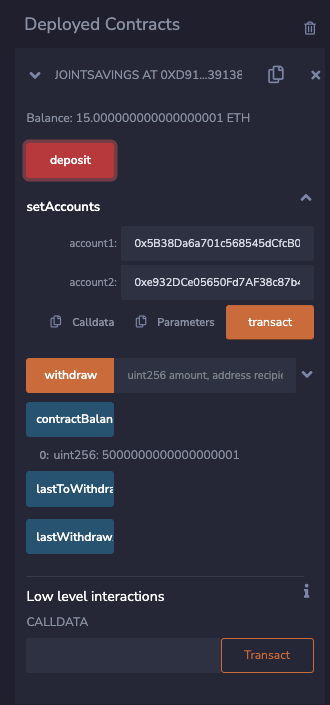 Deployed Contracts
JOINTSAVINGS AT 0XD91...39138
Balance: 15.000000000000000001 ETH
deposit
setAccounts
account1: 0x5B38Da6a701c568545dCfcB0
account2: 0xe932DCe05650Fd7AF38c87b4
Calldata Parameters transact
withdraw uint256 amount, address recipie
contractBalan
0: uint256: 5000000000000000001
lastToWithdra
lastWithdraw
Low level interactions
i
CALLDATA
Transact